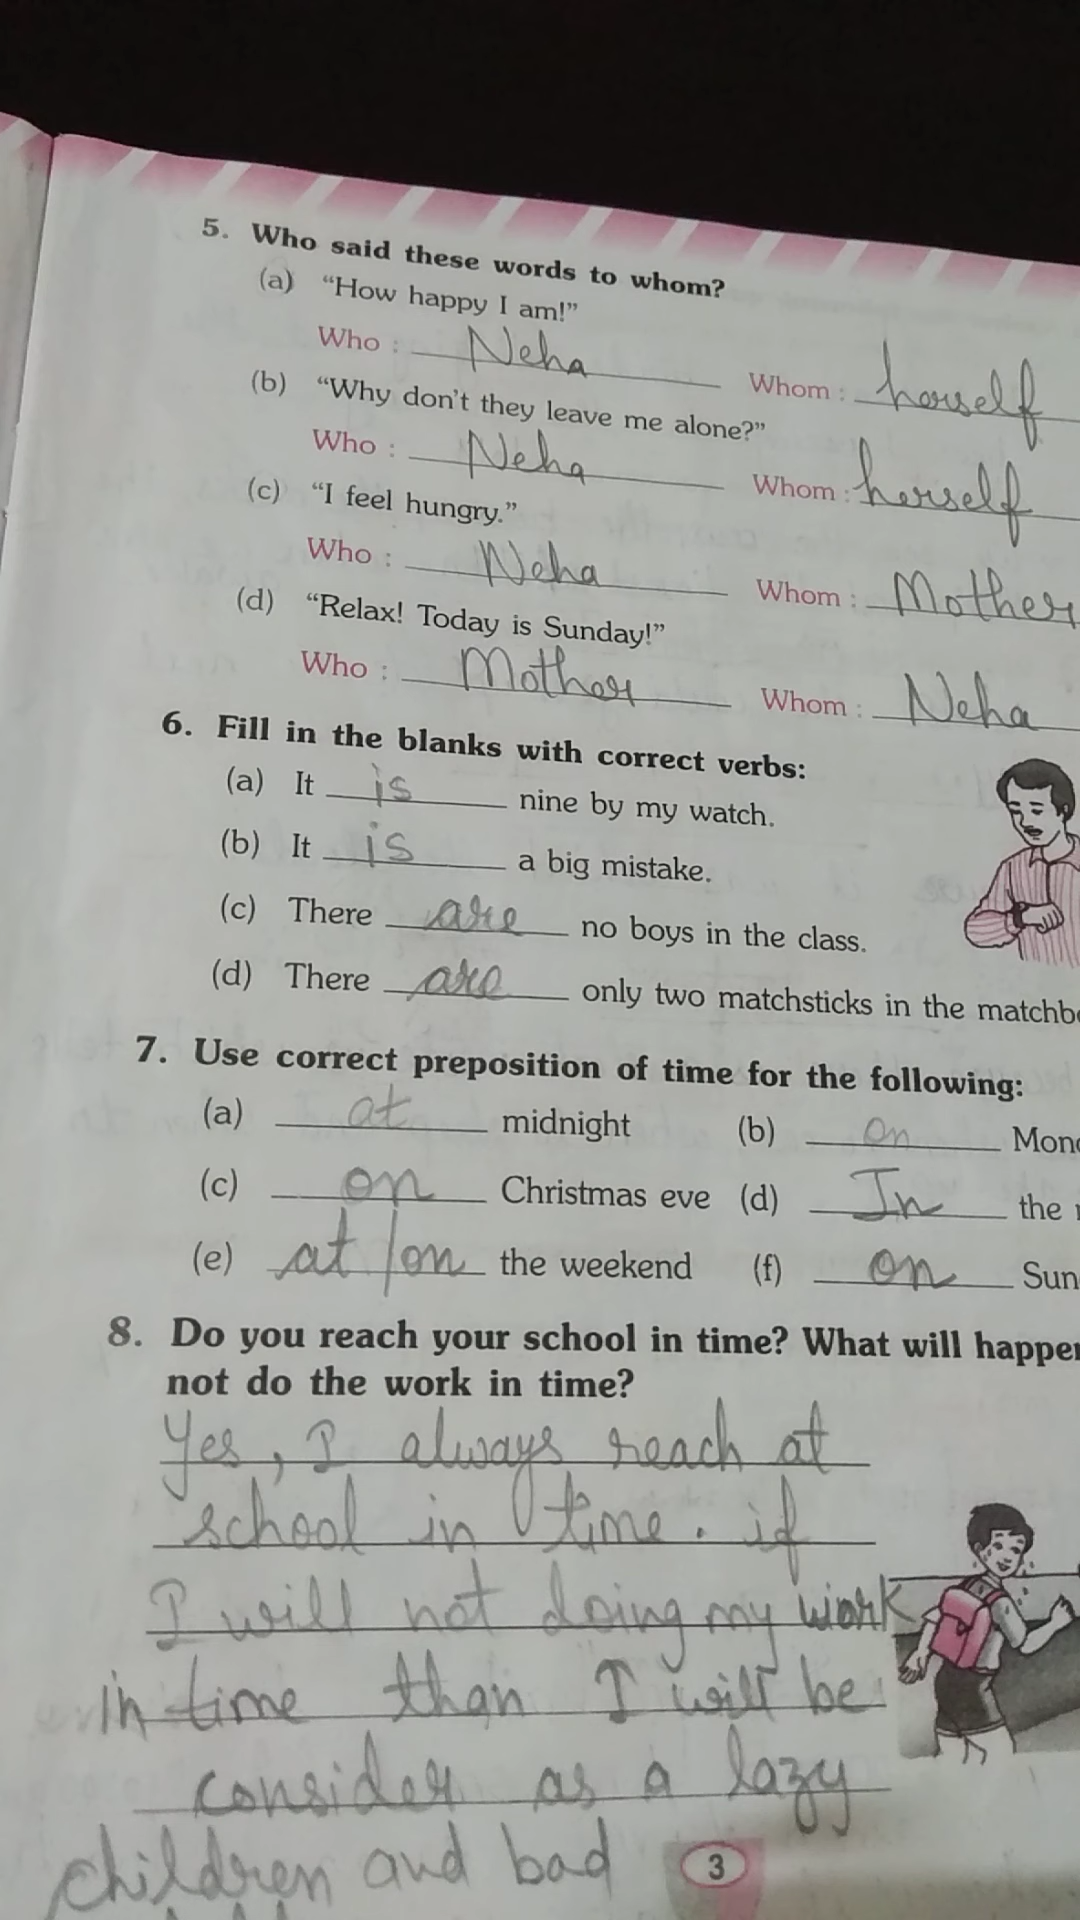 5. Who said these words to whom?
(a) "How happy I am!"
Who : Neha Whom : herself
(b) "Why don't they leave me alone?"
Who : Neha Whom : herself
(c) "I feel hungry."
Who : Neha Whom : Mother
(d) "Relax! Today is Sunday!"
Who : Mother Whom : Neha
6. Fill in the blanks with correct verbs:
(a) It is nine by my watch.
(b) It is a big mistake.
(c) There are no boys in the class.
(d) There are only two matchsticks in the
7. Use correct preposition of time for the following:
(a) at midnight (b) on
(c) on Christmas eve (d) In the
(e) at/on the weekend (f) on
8. Do you reach your school in time? What will
not do the work in time?
Yes, I always reach at
school in time. if
I will not doing my work
in time than I will be
consider as a lazy
children and bad
3